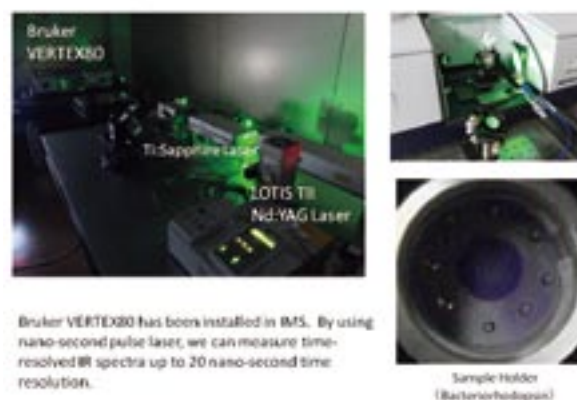 Bruker
VERTEX80
Ti:Sapphire Laser
LOTIS TII
Nd:YAG Laser
Bruker VERTEX80 has been installed in IMS. By using
nano-second pulse laser, we can measure time-
resolved IR spectra up to 20 nano-second time
resolution.
Sample Holder
(Bacteriorhodopsin)